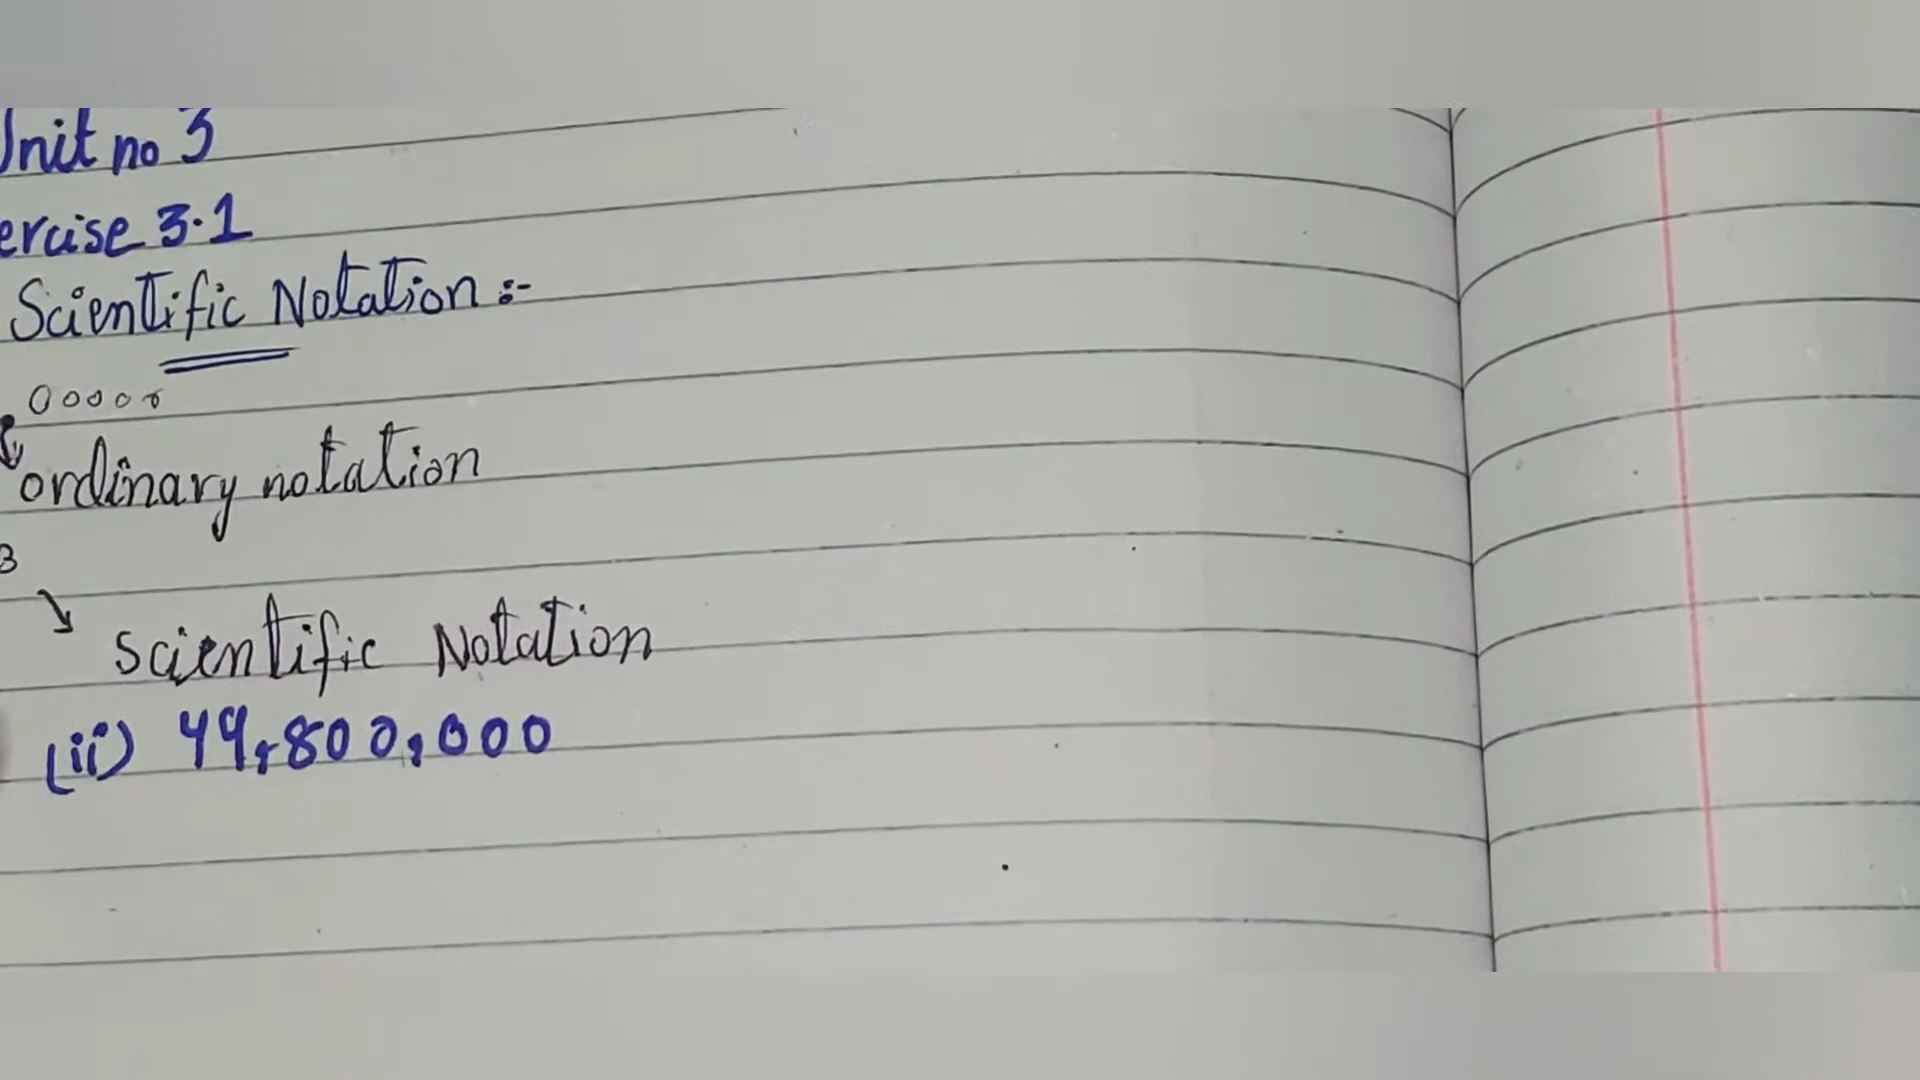 Unit no 3
ercise 3.1
Scientific Notation :-
00000
ordinary notation
3
Scientific Notation
(ii) 49,800,000